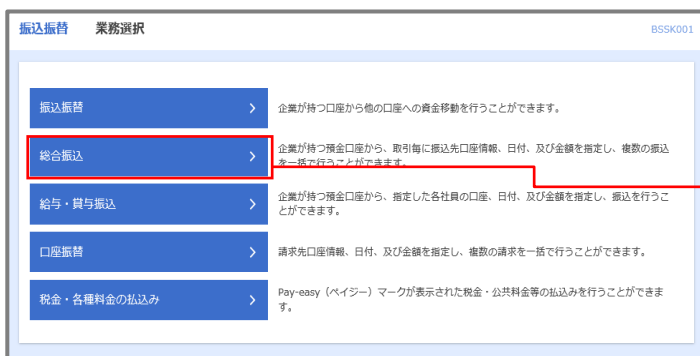 振込振替 業務選択 BSSK001
振込振替
企業が持つ口座から他の口座への資金移動を行うことができます。
総合振込
企業が持つ預金口座から、取引毎に振込先口座情報、日付、及び金額を指定し、複数の振込
を一括で行うことができます。
給与・賞与振込
企業が持つ預金口座から、指定した各社員の口座、日付、及び金額を指定し、振込を行うこ
とができます。
口座振替
請求先口座情報、日付、及び金額を指定し、複数の請求を一括で行うことができます。
税金・各種料金の払込み
Pay-easy（ペイジー）マークが表示された税金・公共料金等の払込みを行うことができま
す。